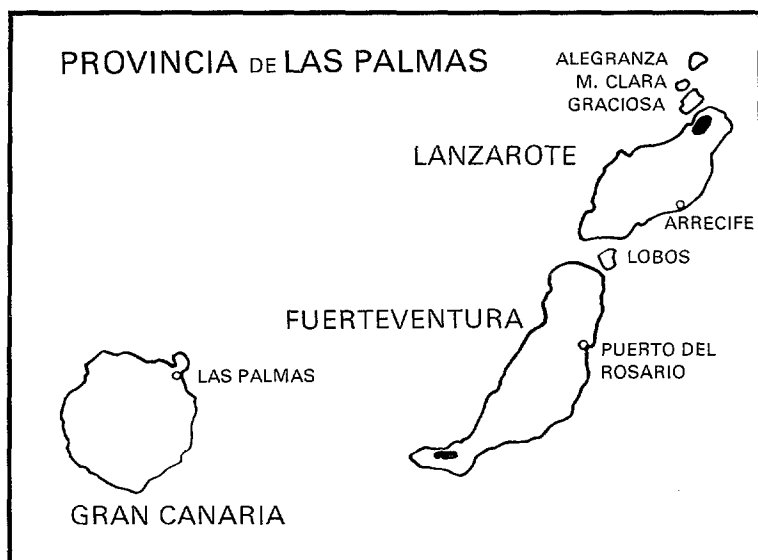 PROVINCIA DE LAS PALMAS
ALEGRANZA
M. CLARA
GRACIOSA
LANZAROTE
ARRECIFE
LOBOS
FUERTEVENTURA
PUERTO DEL
ROSARIO
LAS PALMAS
GRAN CANARIA